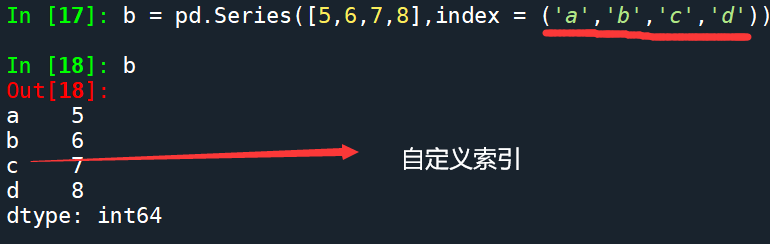 In [17]: b = pd.Series([5,6,7,8],index = ('a','b','c','d'))
In [18]: b
Out[18]:
a    5
b    6
c    7
自定义索引
d    8
dtype: int64